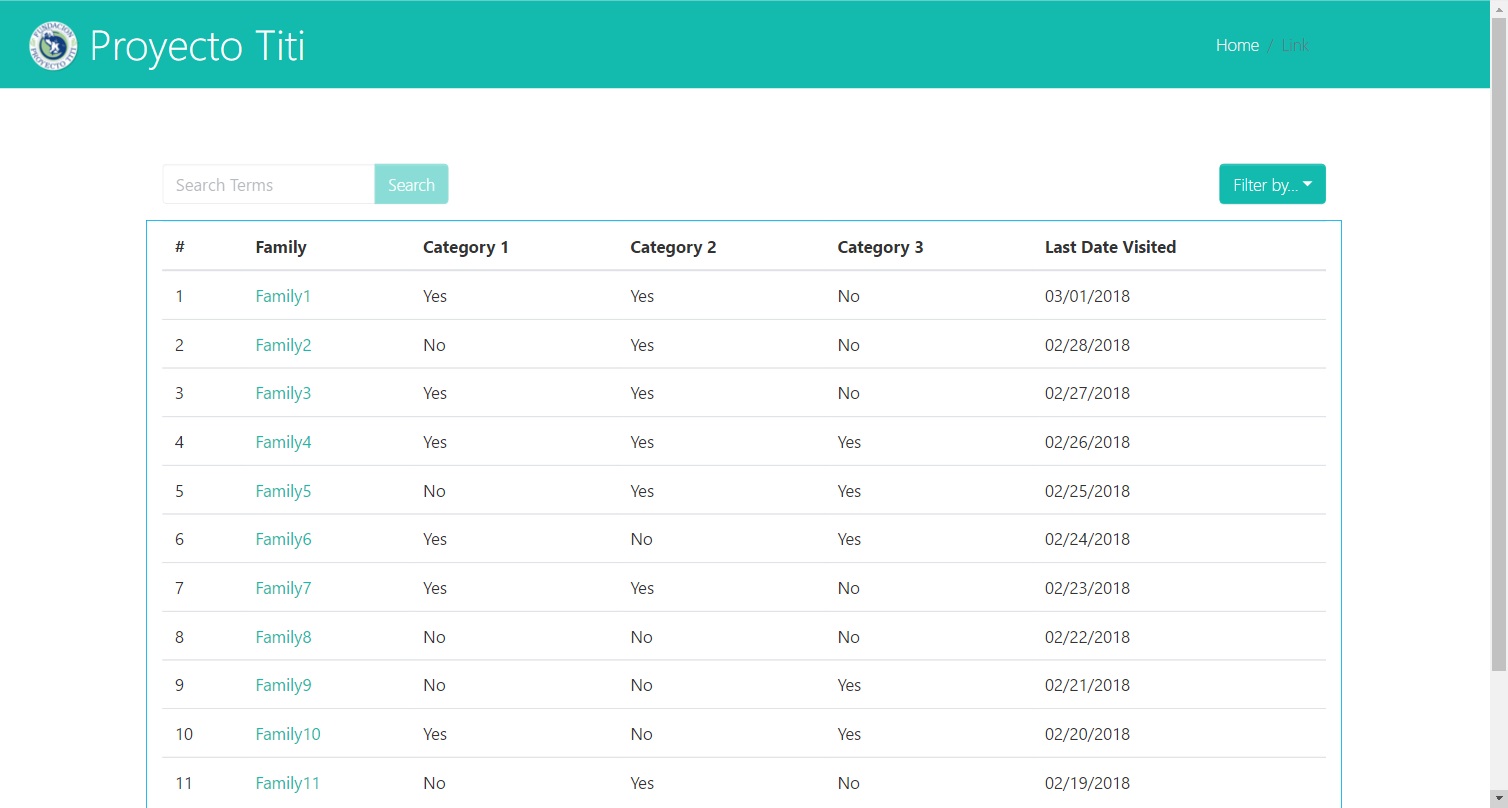 FUNDACION PROYECTO TITI
Proyecto Titi
Home / Link
Search Terms Search Filter by...
# Family Category 1 Category 2 Category 3 Last Date Visited
1 Family1 Yes Yes No 03/01/2018
2 Family2 No Yes No 02/28/2018
3 Family3 Yes Yes No 02/27/2018
4 Family4 Yes Yes Yes 02/26/2018
5 Family5 No Yes Yes 02/25/2018
6 Family6 Yes No Yes 02/24/2018
7 Family7 Yes Yes No 02/23/2018
8 Family8 No No No 02/22/2018
9 Family9 No No Yes 02/21/2018
10 Family10 Yes No Yes 02/20/2018
11 Family11 No Yes No 02/19/2018